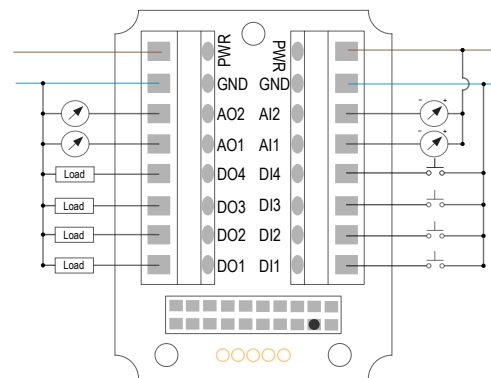 PWR PWR
GND GND
AO2 AI2
AO1 AI1
DO4 DI4
Load
DO3 DI3
Load
DO2 DI2
Load
DO1 DI1
Load
- +
- +